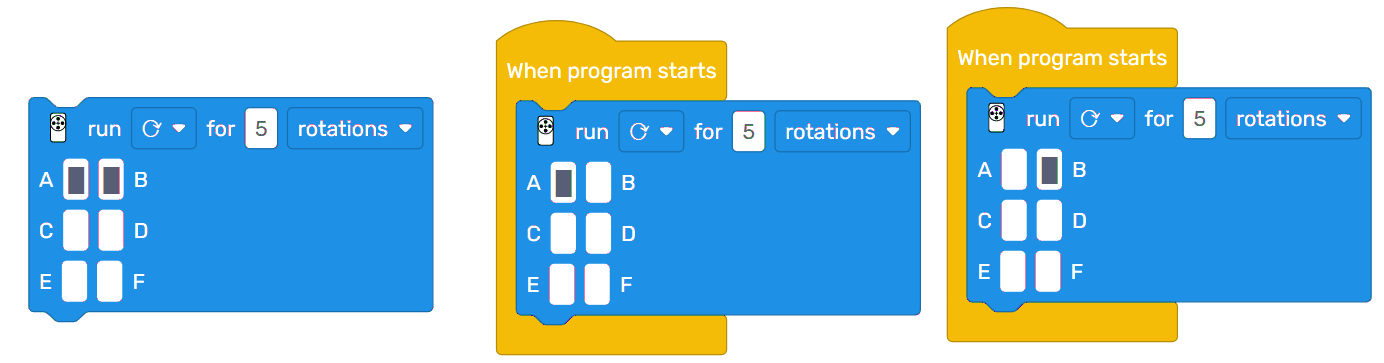 run for 5 rotations
A B
C D
E F
When program starts
run for 5 rotations
A B
C D
E F
When program starts
run for 5 rotations
A B
C D
E F